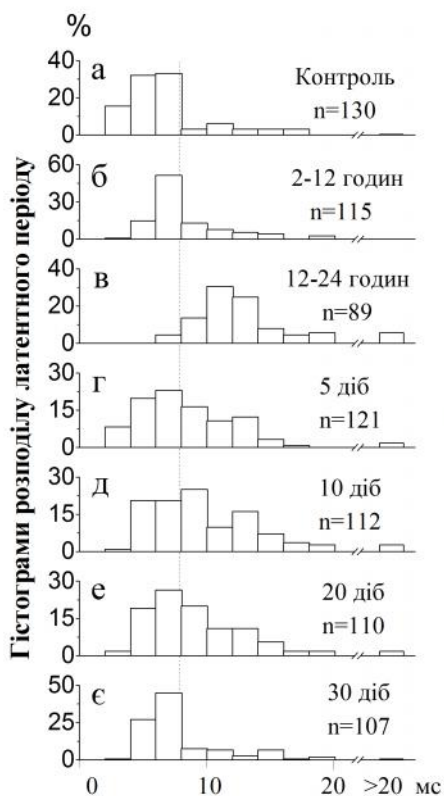 %
Гістограми розподілу латентного періоду
40
20
0
а
Контроль
n=130
60
30
0
б
2-12 годин
n=115
40
20
0
в
12-24 годин
n=89
30
15
0
г
5 діб
n=121
30
15
0
д
10 діб
n=112
30
15
0
е
20 діб
n=110
50
25
0
є
30 діб
n=107
0 10 20 >20 мс